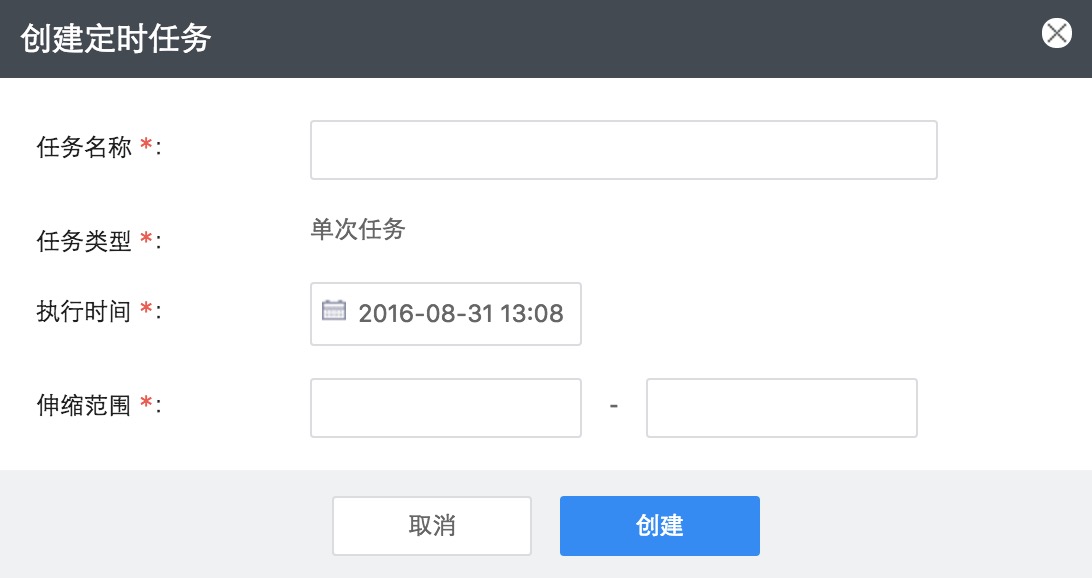 创建定时任务
任务名称 *:
任务类型 *: 单次任务
执行时间 *: 2016-08-31 13:08
伸缩范围 *: -
取消 创建